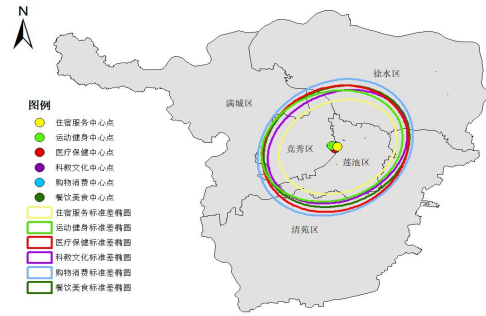 N
徐水区
满城区
竞秀区
莲池区
清苑区
图例
住宿服务中心点
运动健身中心点
医疗保健中心点
科教文化中心点
购物消费中心点
餐饮美食中心点
住宿服务标准差椭圆
运动健身标准差椭圆
医疗保健标准差椭圆
科教文化标准差椭圆
购物消费标准差椭圆
餐饮美食标准差椭圆